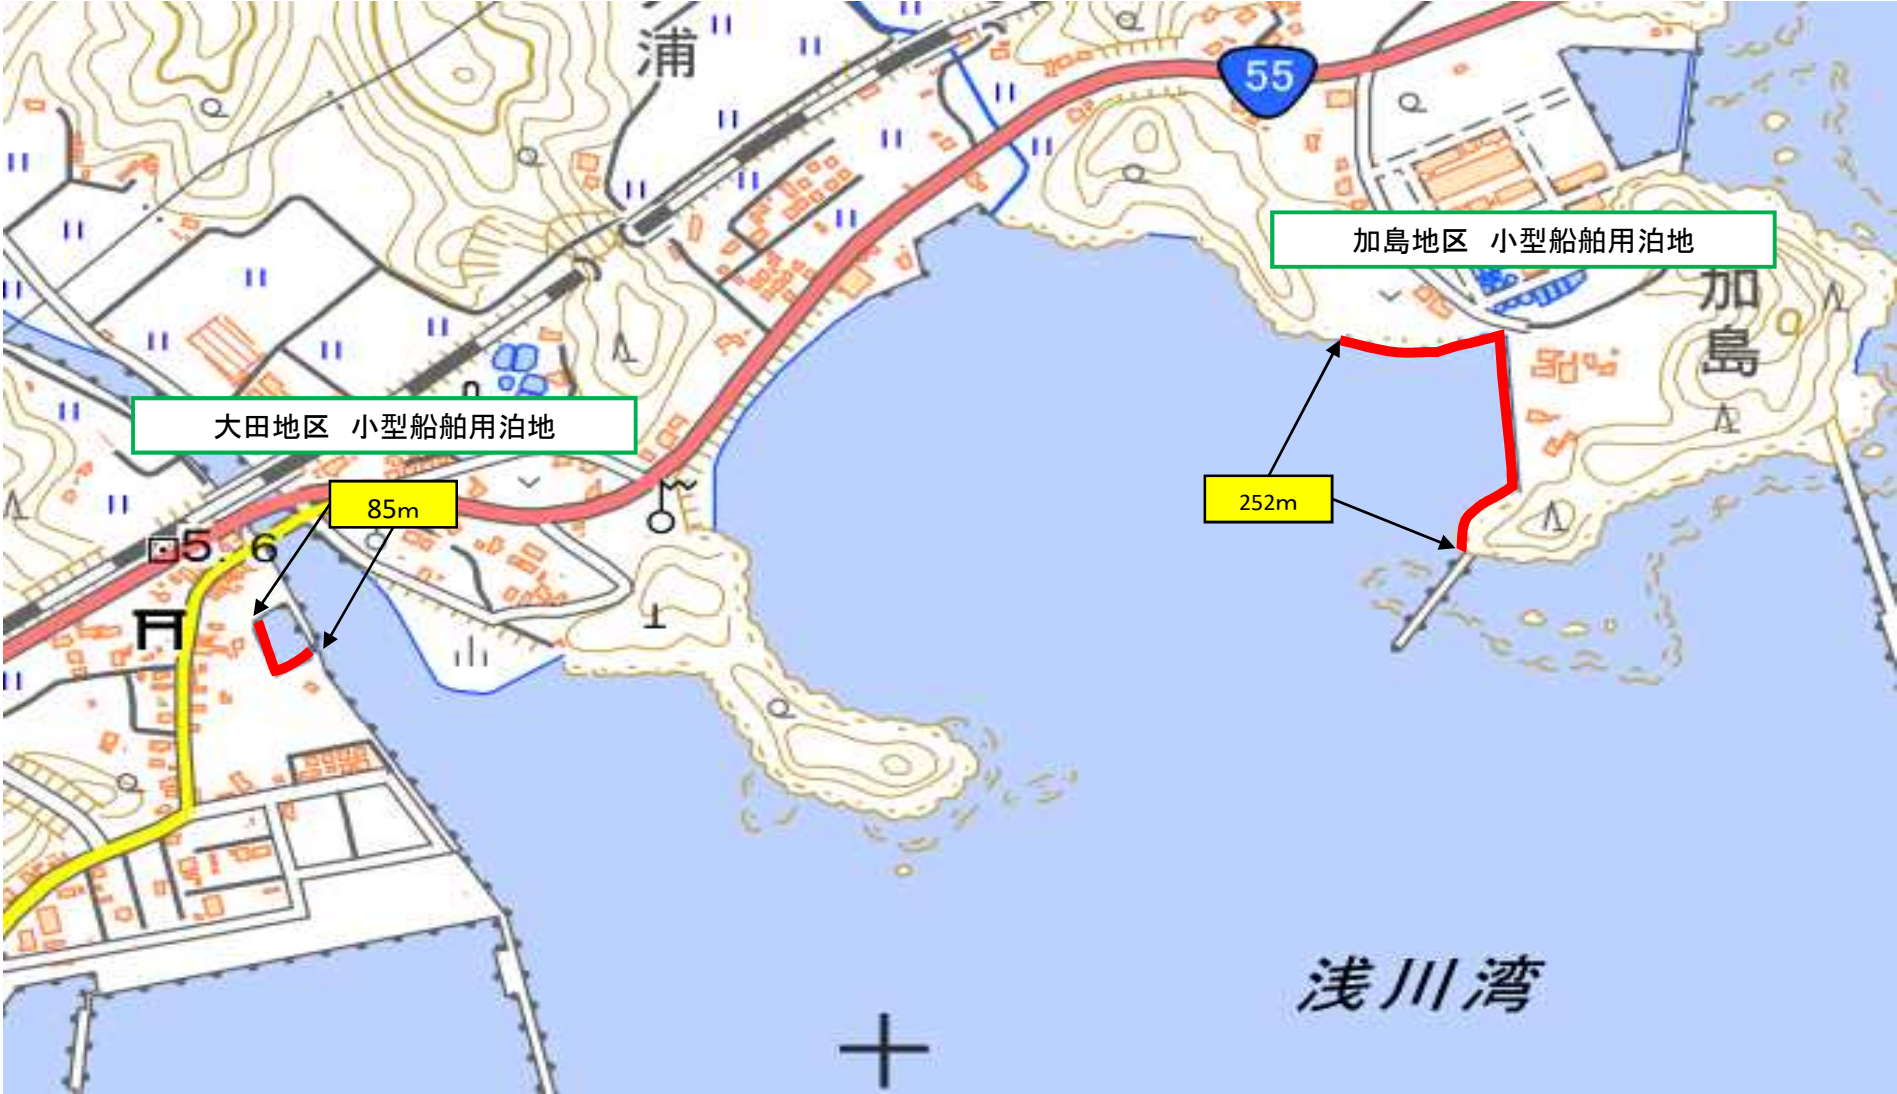 浦
55
加島地区 小型船舶用泊地
加島
大田地区 小型船舶用泊地
85m
252m
5.6
浅川湾